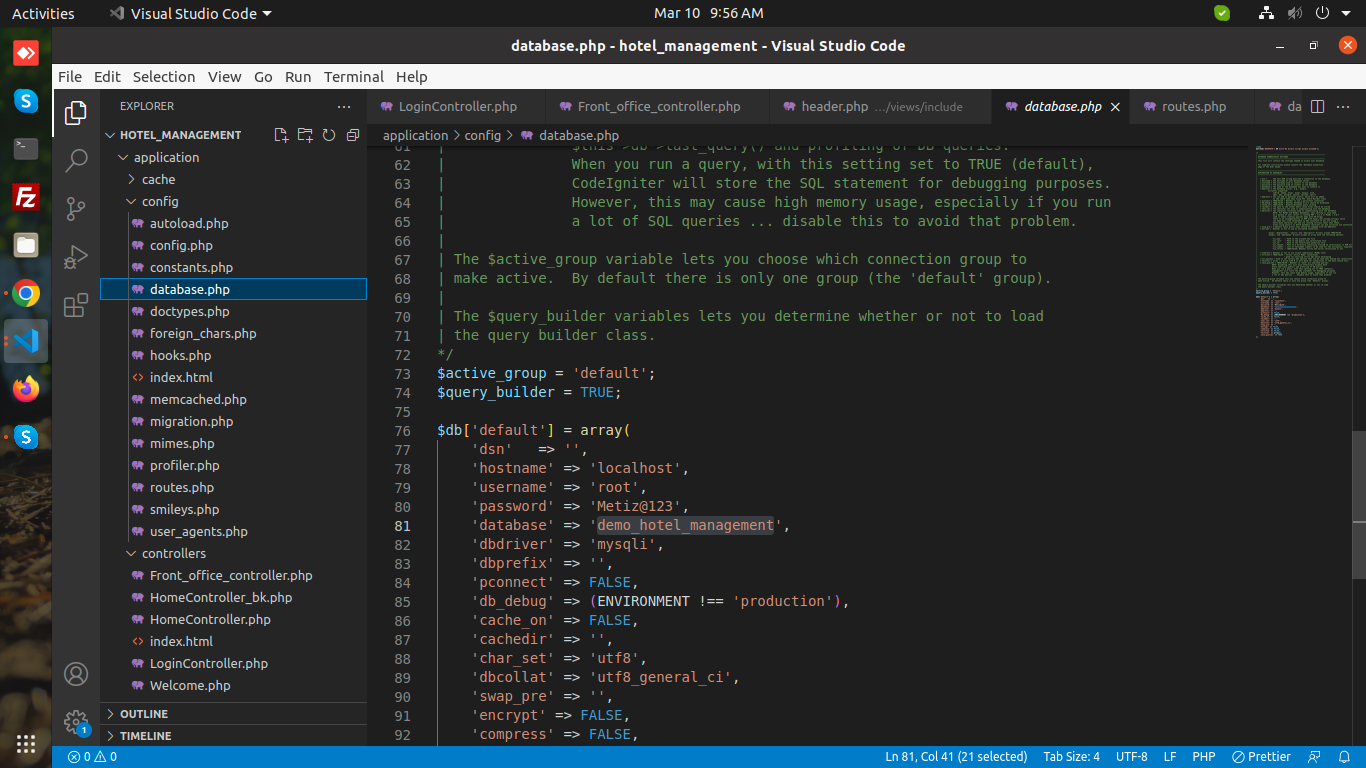 Activities
Visual Studio Code
Mar 10 9:56 AM
database.php - hotel_management - Visual Studio Code
File Edit Selection View Go Run Terminal Help
EXPLORER
HOTEL_MANAGEMENT
application
cache
config
autoload.php
config.php
constants.php
database.php
doctypes.php
foreign_chars.php
hooks.php
index.html
memcached.php
migration.php
mimes.php
profiler.php
routes.php
smileys.php
user_agents.php
controllers
Front_office_controller.php
HomeController_bk.php
HomeController.php
index.html
LoginController.php
Welcome.php
OUTLINE
TIMELINE
LoginController.php Front_office_controller.php header.php .../views/include database.php routes.php da
application > config > database.php
61 | $this->db->last_query() and profiling of DB queries.
62 | When you run a query, with this setting set to TRUE (default),
63 | CodeIgniter will store the SQL statement for debugging purposes.
64 | However, this may cause high memory usage, especially if you run
65 | a lot of SQL queries ... disable this to avoid that problem.
66 |
67 | The $active_group variable lets you choose which connection group to
68 | make active.  By default there is only one group (the 'default' group).
69 |
70 | The $query_builder variables lets you determine whether or not to load
71 | the query builder class.
72 */
73 $active_group = 'default';
74 $query_builder = TRUE;
75
76 $db['default'] = array(
77 'dsn'   => '',
78 'hostname' => 'localhost',
79 'username' => 'root',
80 'password' => 'Metiz@123',
81 'database' => 'demo_hotel_management',
82 'dbdriver' => 'mysqli',
83 'dbprefix' => '',
84 'pconnect' => FALSE,
85 'db_debug' => (ENVIRONMENT !== 'production'),
86 'cache_on' => FALSE,
87 'cachedir' => '',
88 'char_set' => 'utf8',
89 'dbcollat' => 'utf8_general_ci',
90 'swap_pre' => '',
91 'encrypt' => FALSE,
92 'compress' => FALSE,
1
0 0 Ln 81, Col 41 (21 selected) Tab Size: 4 UTF-8 LF PHP Prettier